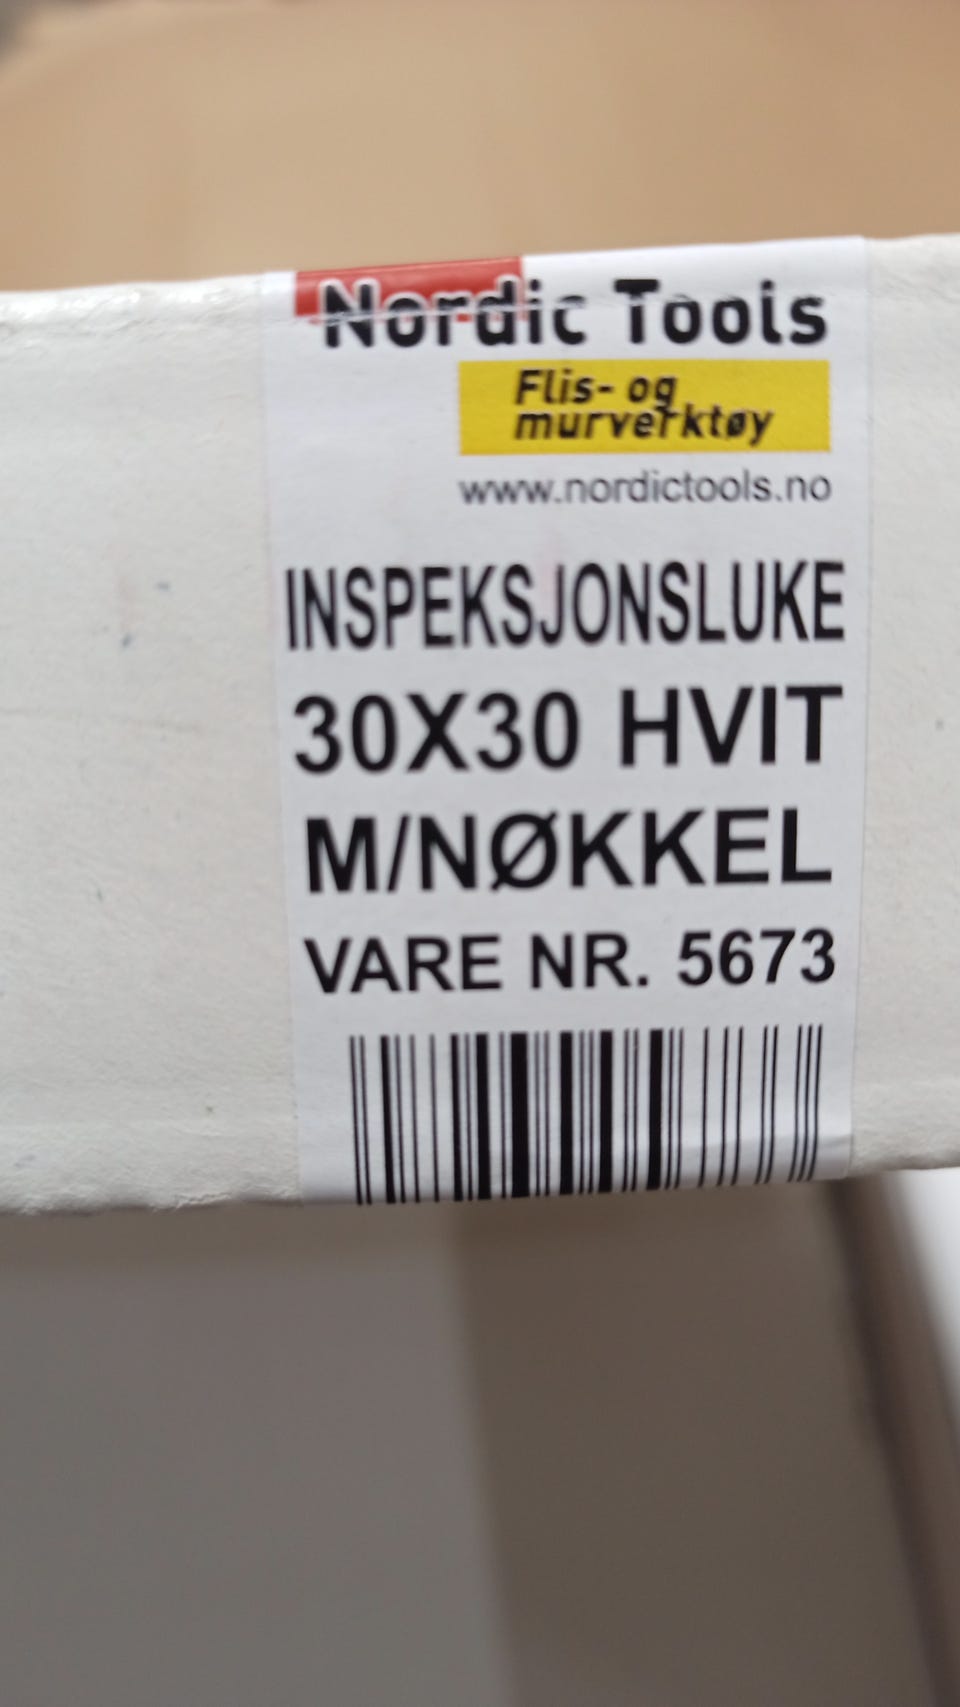 Nordic Tools
Flis- og
murverktøy
www.nordictools.no
INSPEKSJONSLUKE
30X30 HVIT
M/NØKKEL
VARE NR. 5673